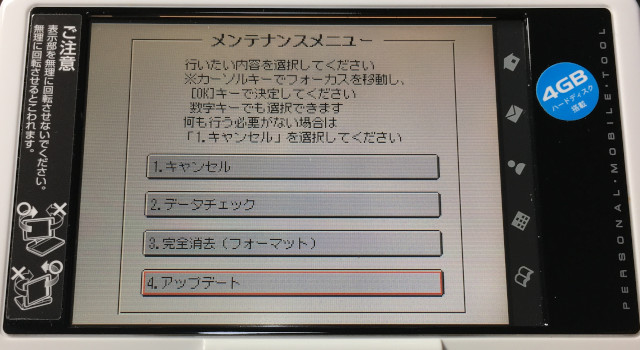 ご注意
表示部を無理に回転させないでください。
無理に回転させるとこわれます。
メンテナンスメニュー
行いたい内容を選択してください
※カーソルキーでフォーカスを移動し、
[OK]キーで決定してください
数字キーでも選択できます
何も行う必要がない場合は
「1.キャンセル」を選択してください
1.キャンセル
2.データチェック
3.完全消去(フォーマット)
4.アップデート
4GB
ハードディスク
搭載
PERSONAL・MOBILE・TOOL